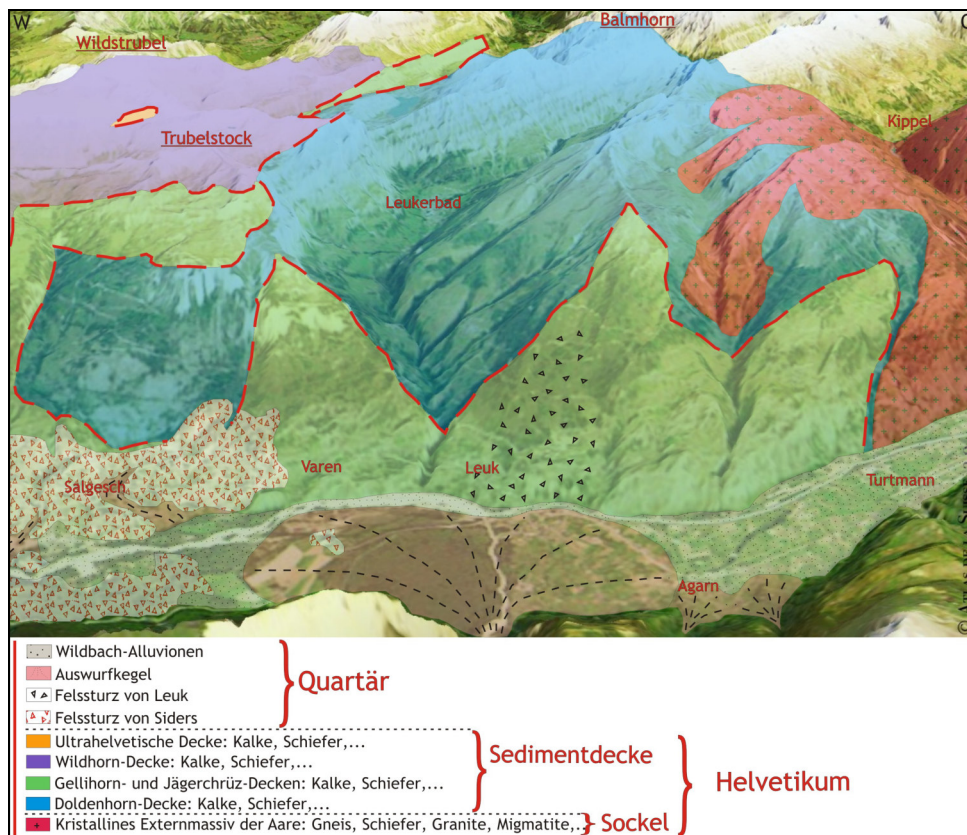 W
Wildstrubel
Balmhorn
Trubelstock
Kippel
Leukerbad
Varen
Leuk
Salgesch
Turtmann
Agarn
Wildbach-Alluvionen
Auswurfkegel
Felssturz von Leuk
Felssturz von Siders
Quartär
Ultrahelvetische Decke: Kalke, Schiefer,...
Wildhorn-Decke: Kalke, Schiefer,...
Gellihorn- und Jägerchrüz-Decken: Kalke, Schiefer,...
Doldenhorn-Decke: Kalke, Schiefer,...
Sedimentdecke
Kristallines Externmassiv der Aare: Gneis, Schiefer, Granite, Migmatite,..
Sockel
Helvetikum